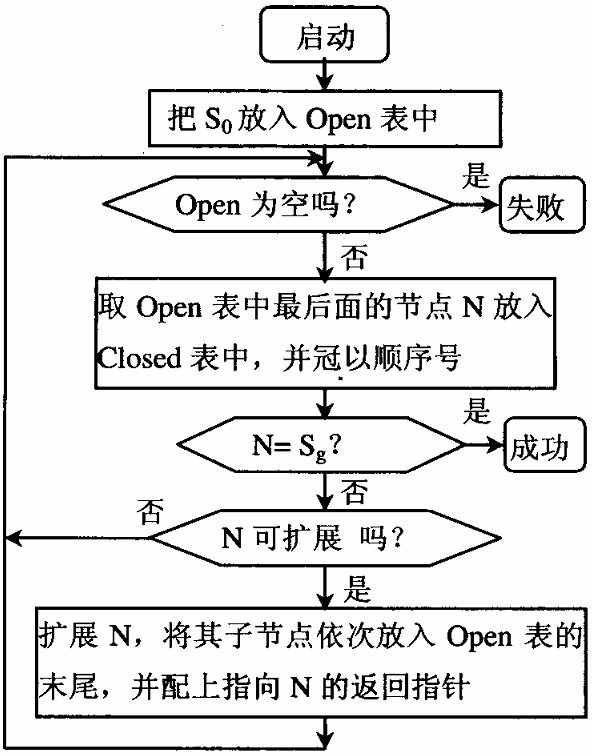 启动
把 S₀ 放入 Open 表中
Open 为空吗?
是
失败
否
取 Open 表中最后面的节点 N 放入
Closed 表中，并冠以顺序号
N= Sg?
是
成功
否
N 可扩展 吗?
否
是
扩展 N，将其子节点依次放入 Open 表的
末尾，并配上指向 N 的返回指针